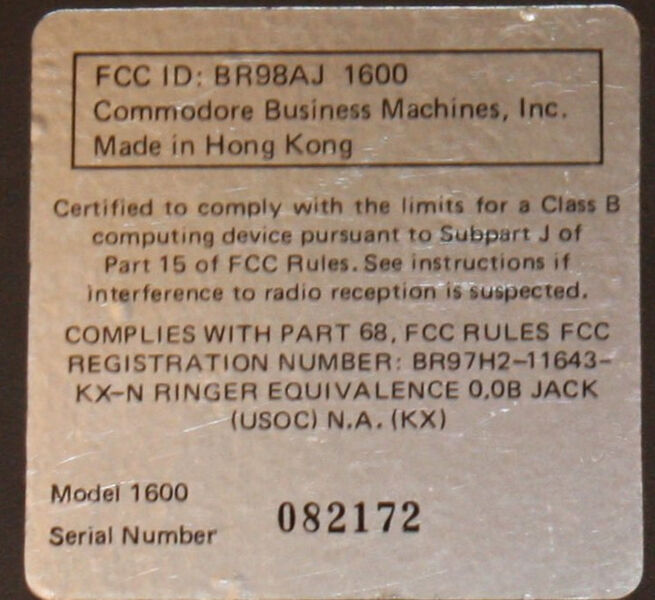 FCC ID: BR98AJ 1600
Commodore Business Machines, Inc.
Made in Hong Kong
Certified to comply with the limits for a Class B
computing device pursuant to Subpart J of
Part 15 of FCC Rules. See instructions if
interference to radio reception is suspected.
COMPLIES WITH PART 68, FCC RULES FCC
REGISTRATION NUMBER: BR97H2-11643-
KX-N RINGER EQUIVALENCE 0.0B JACK
(USOC) N.A. (KX)
Model 1600
Serial Number 082172